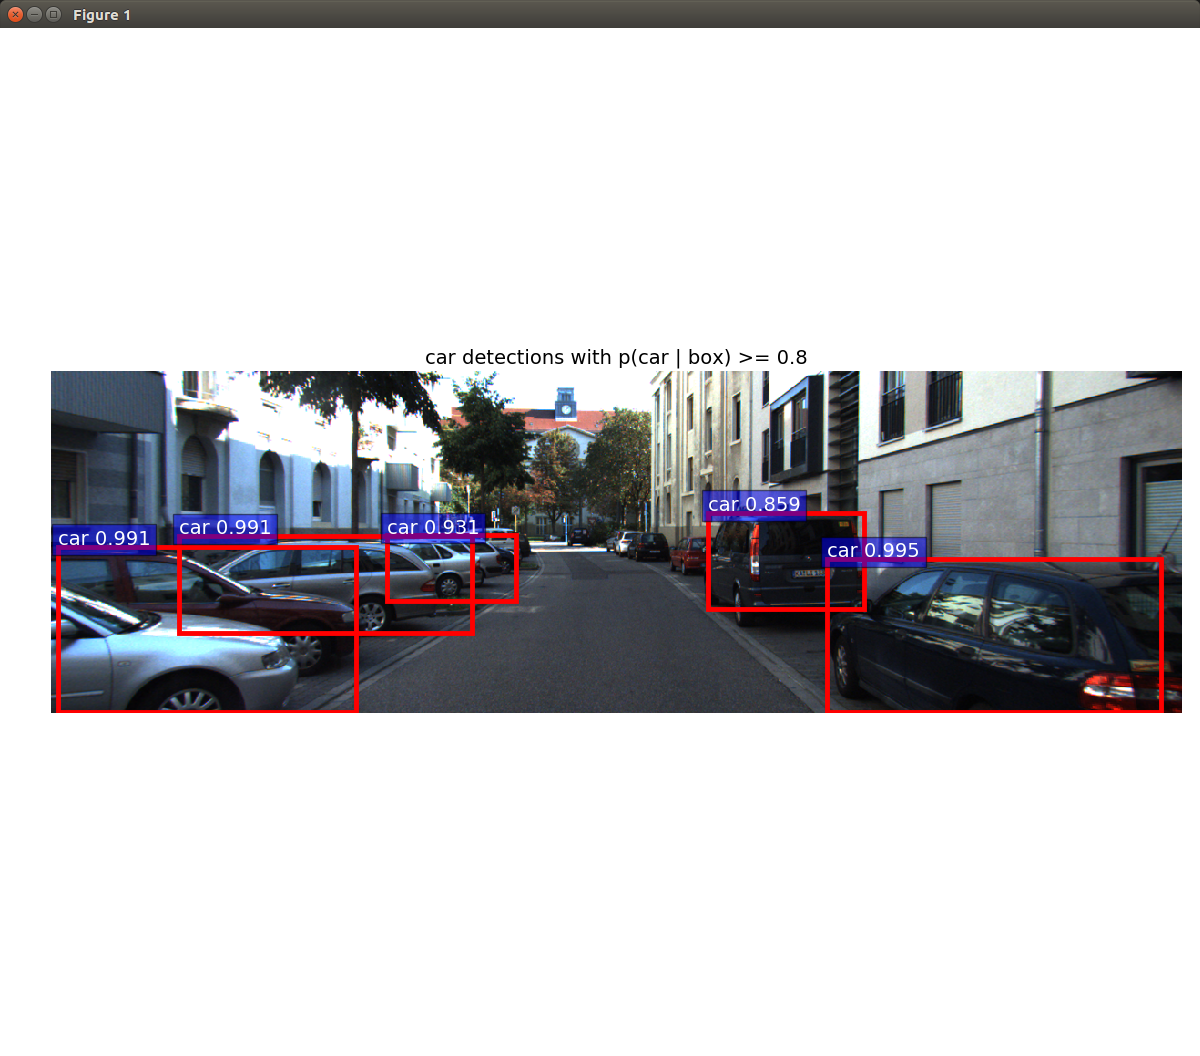 Figure 1
car detections with p(car | box) >= 0.8
car 0.991
car 0.991
car 0.931
car 0.859
car 0.995